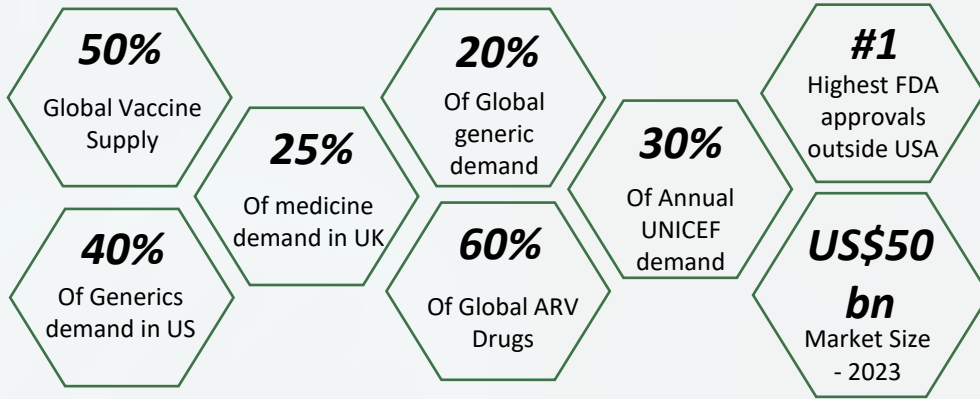 50%
Global Vaccine
Supply
40%
Of Generics
demand in US
25%
Of medicine
demand in UK
20%
Of Global
generic
demand
60%
Of Global ARV
Drugs
30%
Of Annual
UNICEF
demand
#1
Highest FDA
approvals
outside USA
US$50
bn
Market Size
- 2023